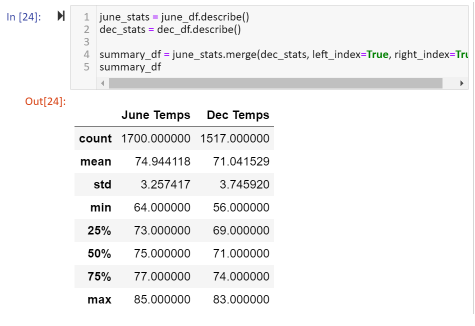 In [24]:
1 june_stats = june_df.describe()
2 dec_stats = dec_df.describe()
3
4 summary_df = june_stats.merge(dec_stats, left_index=True, right_index=Tru
5 summary_df
Out[24]:
June Temps Dec Temps
count 1700.000000 1517.000000
mean 74.944118 71.041529
std 3.257417 3.745920
min 64.000000 56.000000
25% 73.000000 69.000000
50% 75.000000 71.000000
75% 77.000000 74.000000
max 85.000000 83.000000